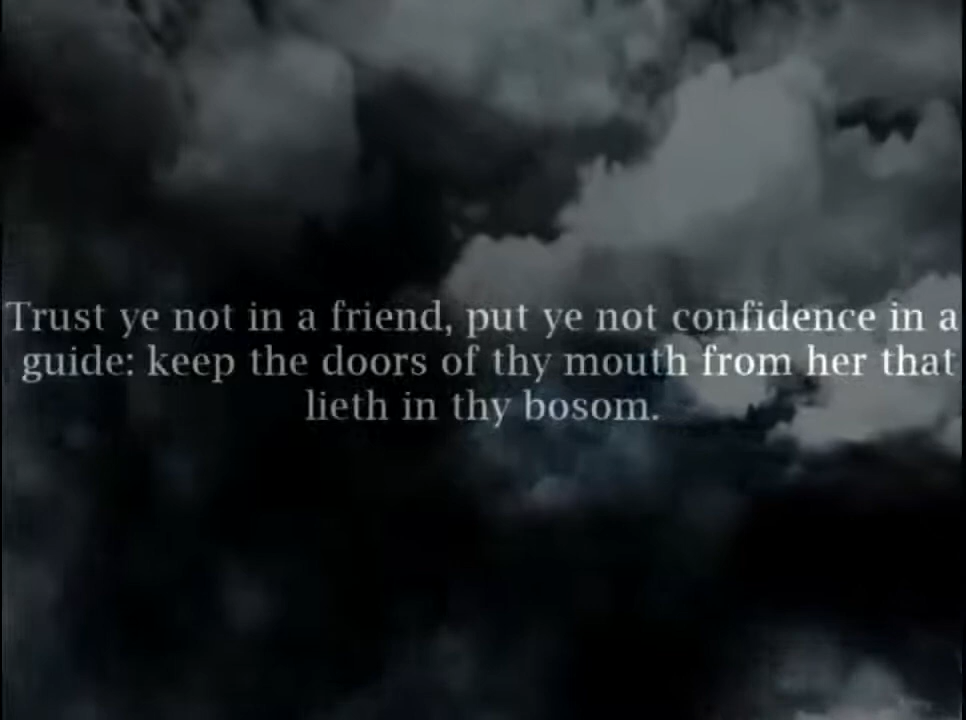 Trust ye not in a friend, put ye not confidence in a
guide: keep the doors of thy mouth from her that
lieth in thy bosom.